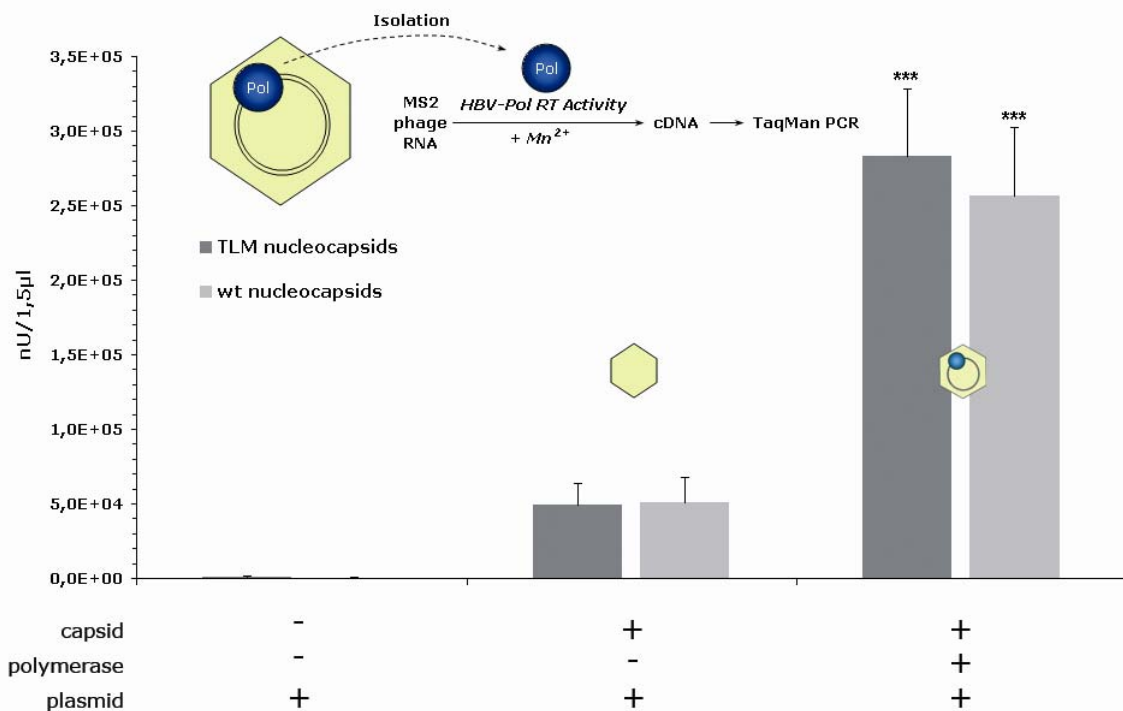 Isolation
Pol
Pol
MS2
phage
RNA
HBV-Pol RT Activity
+ Mn²⁺
cDNA
TaqMan PCR
***
***
3,5E+05
3,0E+05
2,5E+05
2,0E+05
1,5E+05
1,0E+05
5,0E+04
0,0E+00
nU/1,5µl
TLM nucleocapsids
wt nucleocapsids
capsid - + +
polymerase - - +
plasmid + + +